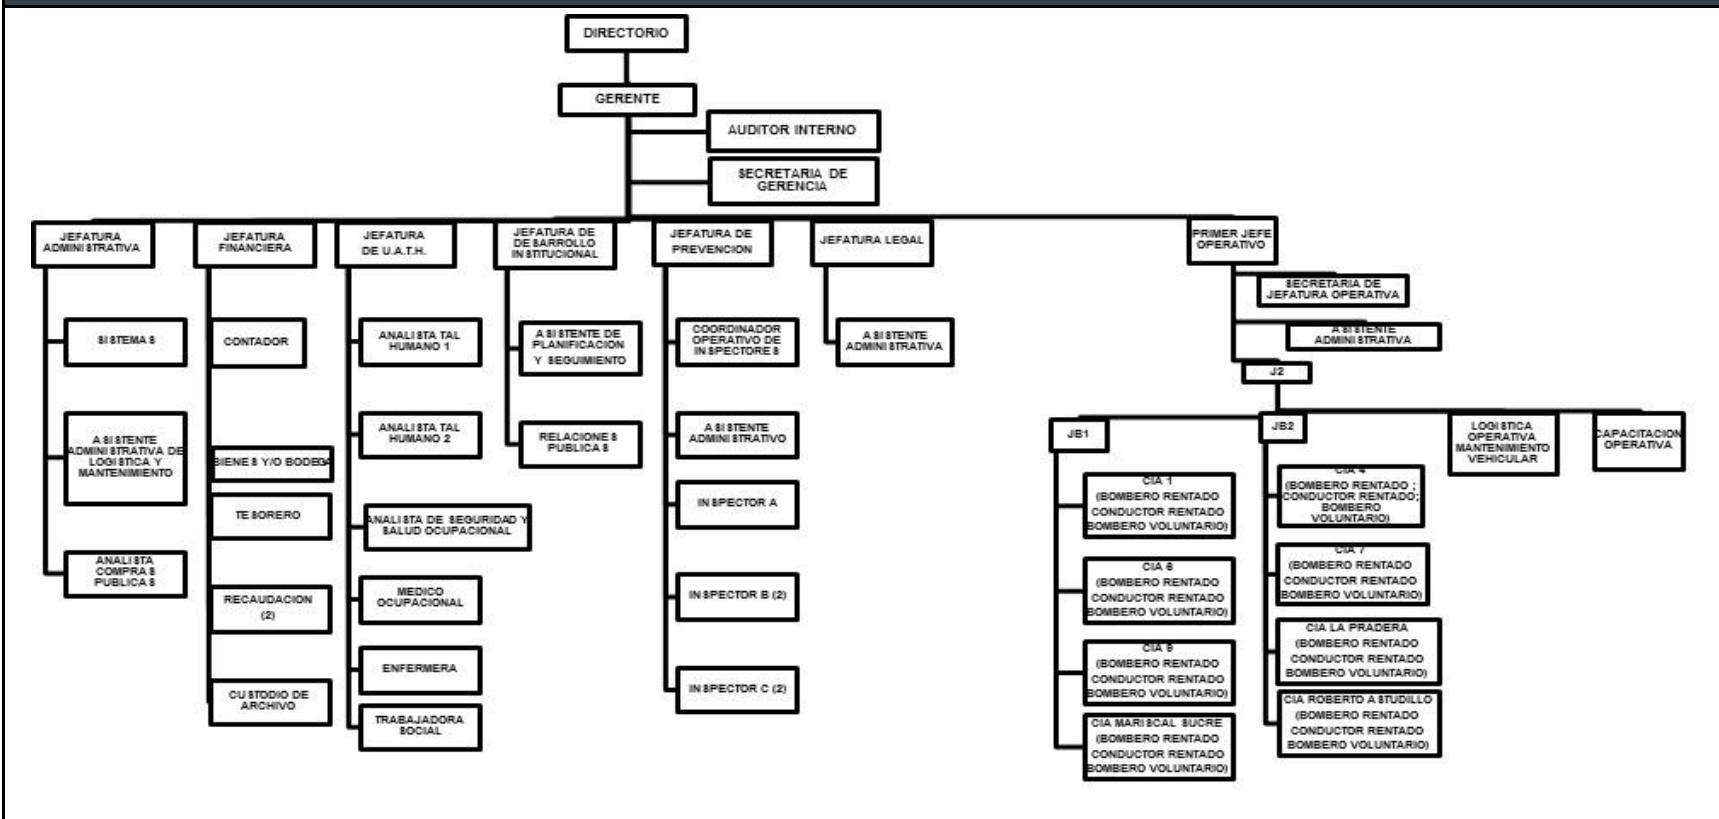 DIRECTORIO
GERENTE
AUDITOR INTERNO
SECRETARIA DE
GERENCIA
JEFATURA
ADMINISTRATIVA
JEFATURA
FINANCIERA
JEFATURA
DE U.A.T.H.
JEFATURA DE
DESARROLLO
INSTITUCIONAL
JEFATURA DE
PREVENCION
JEFATURA LEGAL
PRIMER JEFE
OPERATIVO
SISTEMAS
ASISTENTE
ADMINISTRATIVA DE
LOGISTICA Y
MANTENIMIENTO
ANALISTA
COMPRAS
PUBLICAS
CONTADOR
BIENES Y/O BODEGA
TESORERO
RECAUDACION
(2)
CUSTODIO DE
ARCHIVO
ANALISTA TAL
HUMANO 1
ANALISTA TAL
HUMANO 2
ANALISTA DE SEGURIDAD Y
SALUD OCUPACIONAL
MEDICO
OCUPACIONAL
ENFERMERA
TRABAJADORA
SOCIAL
ASISTENTE DE
PLANIFICACION
Y SEGUIMIENTO
RELACIONES
PUBLICAS
COORDINADOR
OPERATIVO DE
INSPECTORES
ASISTENTE
ADMINISTRATIVO
INSPECTOR A
INSPECTOR B (2)
INSPECTOR C (2)
ASISTENTE
ADMINISTRATIVA
SECRETARIA DE
JEFATURA OPERATIVA
ASISTENTE
ADMINISTRATIVA
J2
JB1
JB2
LOGISTICA
OPERATIVA
MANTENIMIENTO
VEHICULAR
CAPACITACION
OPERATIVA
CIA 1
(BOMBERO RENTADO
CONDUCTOR RENTADO
BOMBERO VOLUNTARIO)
CIA 6
(BOMBERO RENTADO
CONDUCTOR RENTADO
BOMBERO VOLUNTARIO)
CIA 9
(BOMBERO RENTADO
CONDUCTOR RENTADO
BOMBERO VOLUNTARIO)
CIA MARISCAL SUCRE
(BOMBERO RENTADO
CONDUCTOR RENTADO
BOMBERO VOLUNTARIO)
CIA 4
(BOMBERO RENTADO ;
CONDUCTOR RENTADO;
BOMBERO
VOLUNTARIO)
CIA 7
(BOMBERO RENTADO
CONDUCTOR RENTADO
BOMBERO VOLUNTARIO)
CIA LA PRADERA
(BOMBERO RENTADO
CONDUCTOR RENTADO
BOMBERO VOLUNTARIO)
CIA ROBERTO ASTUDILLO
(BOMBERO RENTADO
CONDUCTOR RENTADO
BOMBERO VOLUNTARIO)